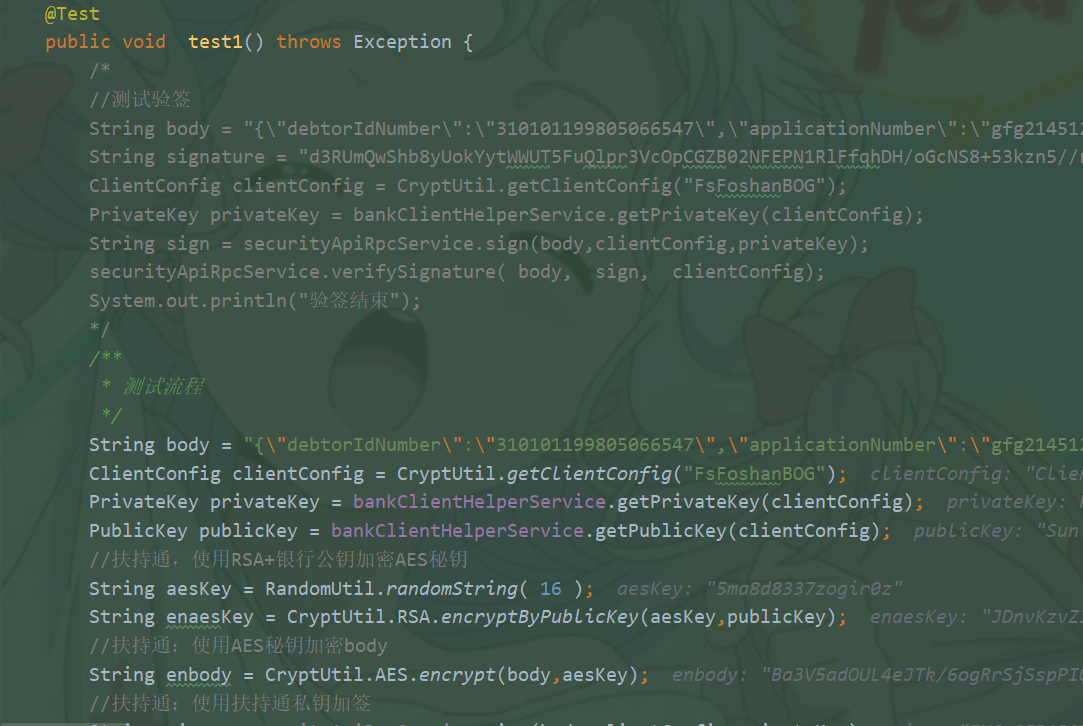 @Test
public void test1() throws Exception {
/*
//测试验签
String body = "{\"debtorIdNumber\":\"310101199805066547\",\"applicationNumber\":\"gfg214512
String signature = "d3RUmQwShb8yUokYytWWUT5FuQlpr3VcOpCGZB02NFEPN1RlFfqhDH/oGcNS8+53kzn5//
ClientConfig clientConfig = CryptUtil.getClientConfig("FsFoshanBOG");
PrivateKey privateKey = bankClientHelperService.getPrivateKey(clientConfig);
String sign = securityApiRpcService.sign(body,clientConfig,privateKey);
securityApiRpcService.verifySignature( body, sign, clientConfig);
System.out.println("验签结束");
*/
/**
* 测试流程
*/
String body = "{\"debtorIdNumber\":\"310101199805066547\",\"applicationNumber\":\"gfg214512
ClientConfig clientConfig = CryptUtil.getClientConfig("FsFoshanBOG"); clientConfig: "Clien
PrivateKey privateKey = bankClientHelperService.getPrivateKey(clientConfig); privateKey:
PublicKey publicKey = bankClientHelperService.getPublicKey(clientConfig); publicKey: "Sun
//扶持通，使用RSA+银行公钥加密AES秘钥
String aesKey = RandomUtil.randomString( 16 ); aesKey: "5ma8d8337zogir0z"
String enaesKey = CryptUtil.RSA.encryptByPublicKey(aesKey,publicKey); enaesKey: "JDnvKzvZ
//扶持通：使用AES秘钥加密body
String enbody = CryptUtil.AES.encrypt(body,aesKey); enbody: "Ba3V5adOUL4eJTk/6ogRrSjSspPI
//扶持通：使用扶持通私钥加签